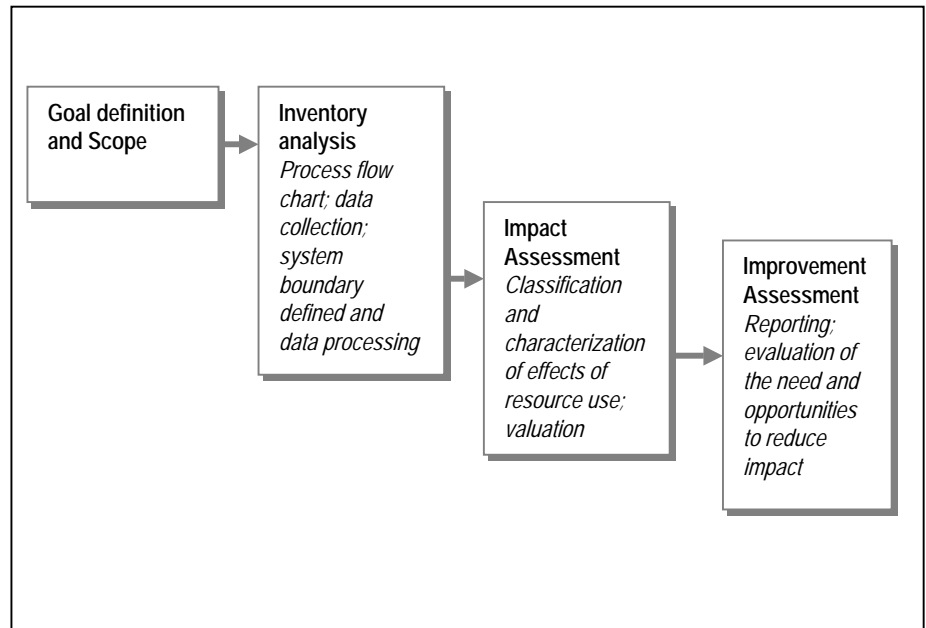 Goal definition
and Scope
Inventory
analysis
Process flow
chart; data
collection;
system
boundary
defined and
data processing
Impact
Assessment
Classification
and
characterization
of effects of
resource use;
valuation
Improvement
Assessment
Reporting;
evaluation of
the need and
opportunities
to reduce
impact